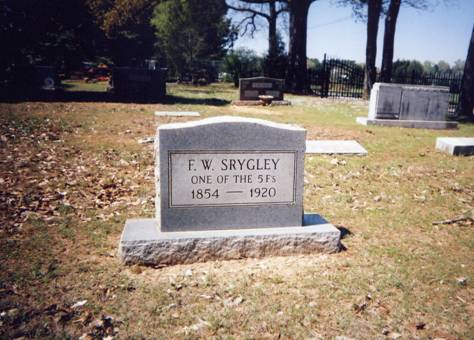 F. W. SRYGLEY
ONE OF THE 5 Fs
1854 — 1920